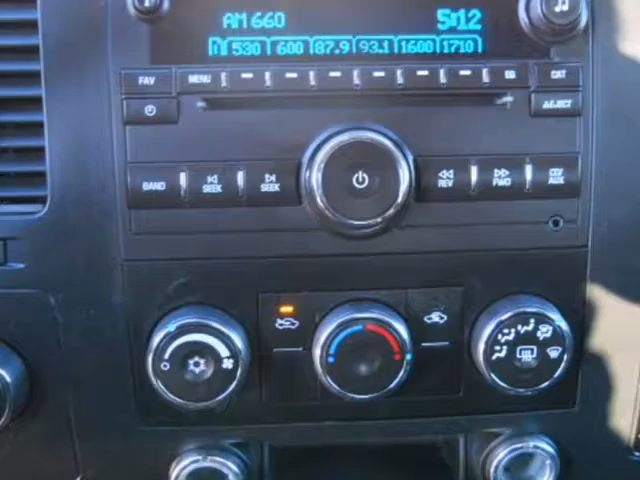 AM 660 5:12
1 530 600 87.9 93.1 1600 1710
FAV MENU EQ CAT
EJECT
BAND SEEK SEEK REV FWD CD/AUX